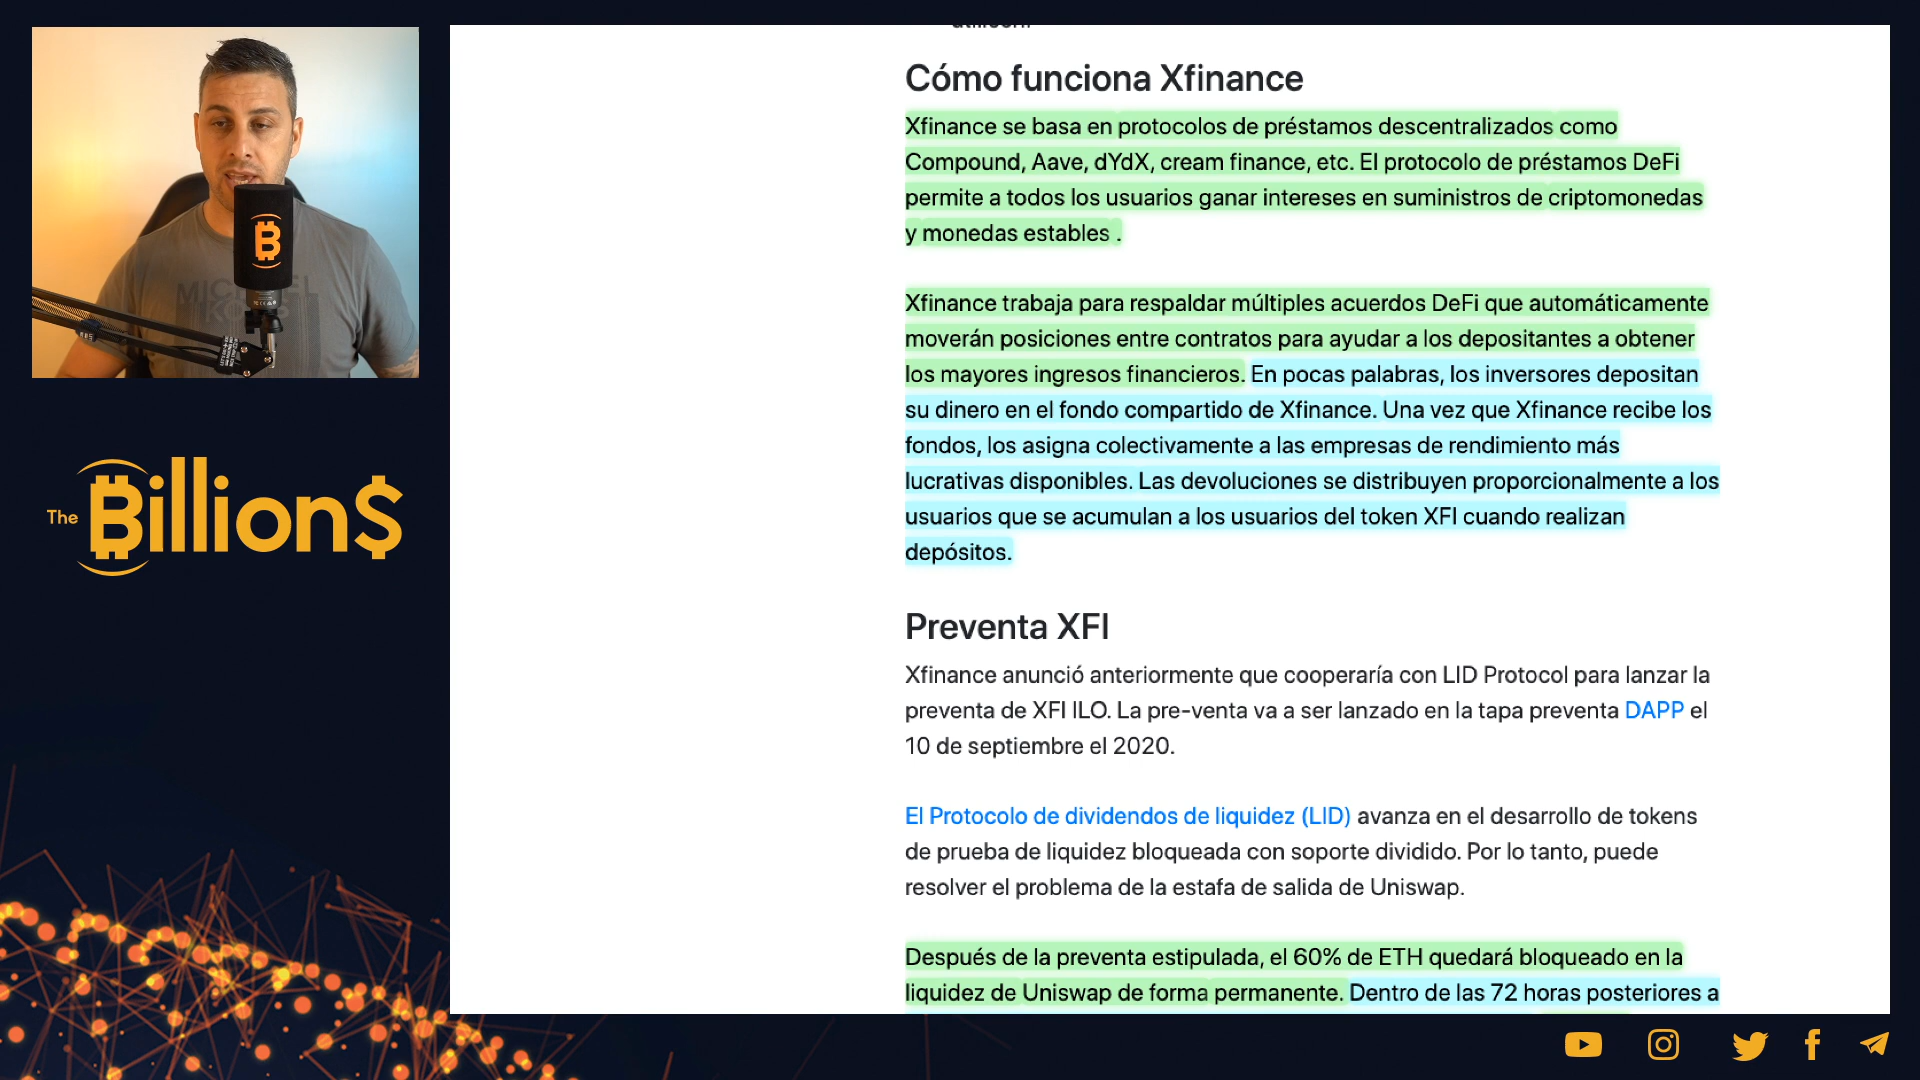 Cómo funciona Xfinance
Xfinance se basa en protocolos de préstamos descentralizados como
Compound, Aave, dYdX, cream finance, etc. El protocolo de préstamos DeFi
permite a todos los usuarios ganar intereses en suministros de criptomonedas
y monedas estables .
Xfinance trabaja para respaldar múltiples acuerdos DeFi que automáticamente
moverán posiciones entre contratos para ayudar a los depositantes a obtener
los mayores ingresos financieros. En pocas palabras, los inversores depositan
su dinero en el fondo compartido de Xfinance. Una vez que Xfinance recibe los
fondos, los asigna colectivamente a las empresas de rendimiento más
lucrativas disponibles. Las devoluciones se distribuyen proporcionalmente a los
usuarios que se acumulan a los usuarios del token XFI cuando realizan
depósitos.
Preventa XFI
Xfinance anunció anteriormente que cooperaría con LID Protocol para lanzar la
preventa de XFI ILO. La pre-venta va a ser lanzado en la tapa preventa DAPP el
10 de septiembre el 2020.
El Protocolo de dividendos de liquidez (LID) avanza en el desarrollo de tokens
de prueba de liquidez bloqueada con soporte dividido. Por lo tanto, puede
resolver el problema de la estafa de salida de Uniswap.
Después de la preventa estipulada, el 60% de ETH quedará bloqueado en la
liquidez de Uniswap de forma permanente. Dentro de las 72 horas posteriores a
MICHAEL
KORS
The Billion$